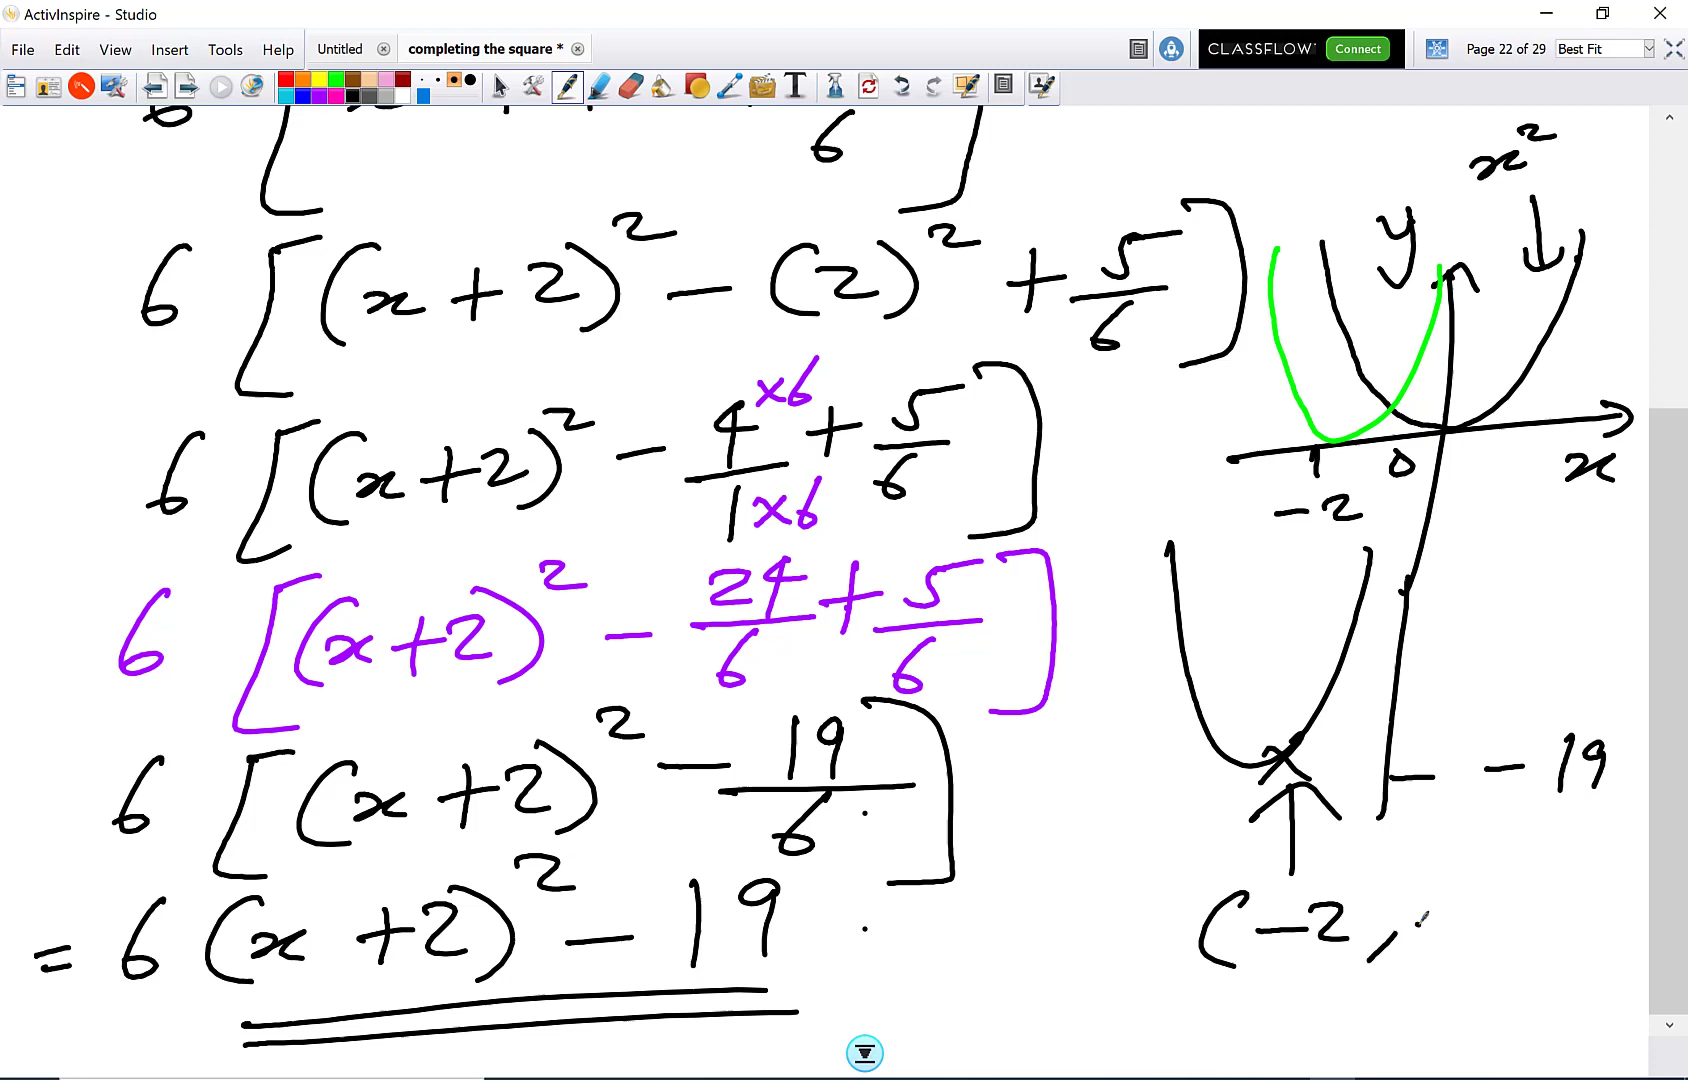 ActivInspire - Studio
File Edit View Insert Tools Help
Untitled
completing the square *
CLASSFLOW Connect
Page 22 of 29
Best Fit
T
6
6 [(x+2)² - (2)² + 5/6]
6 [(x+2)² - 4/1 + 5/6]
×6
×6
6 [(x+2)² - 24/6 + 5/6]
6 [(x+2)² - 19/6]
= 6 (x+2)² - 19
x²
y
0
x
-2
- 19
(-2,